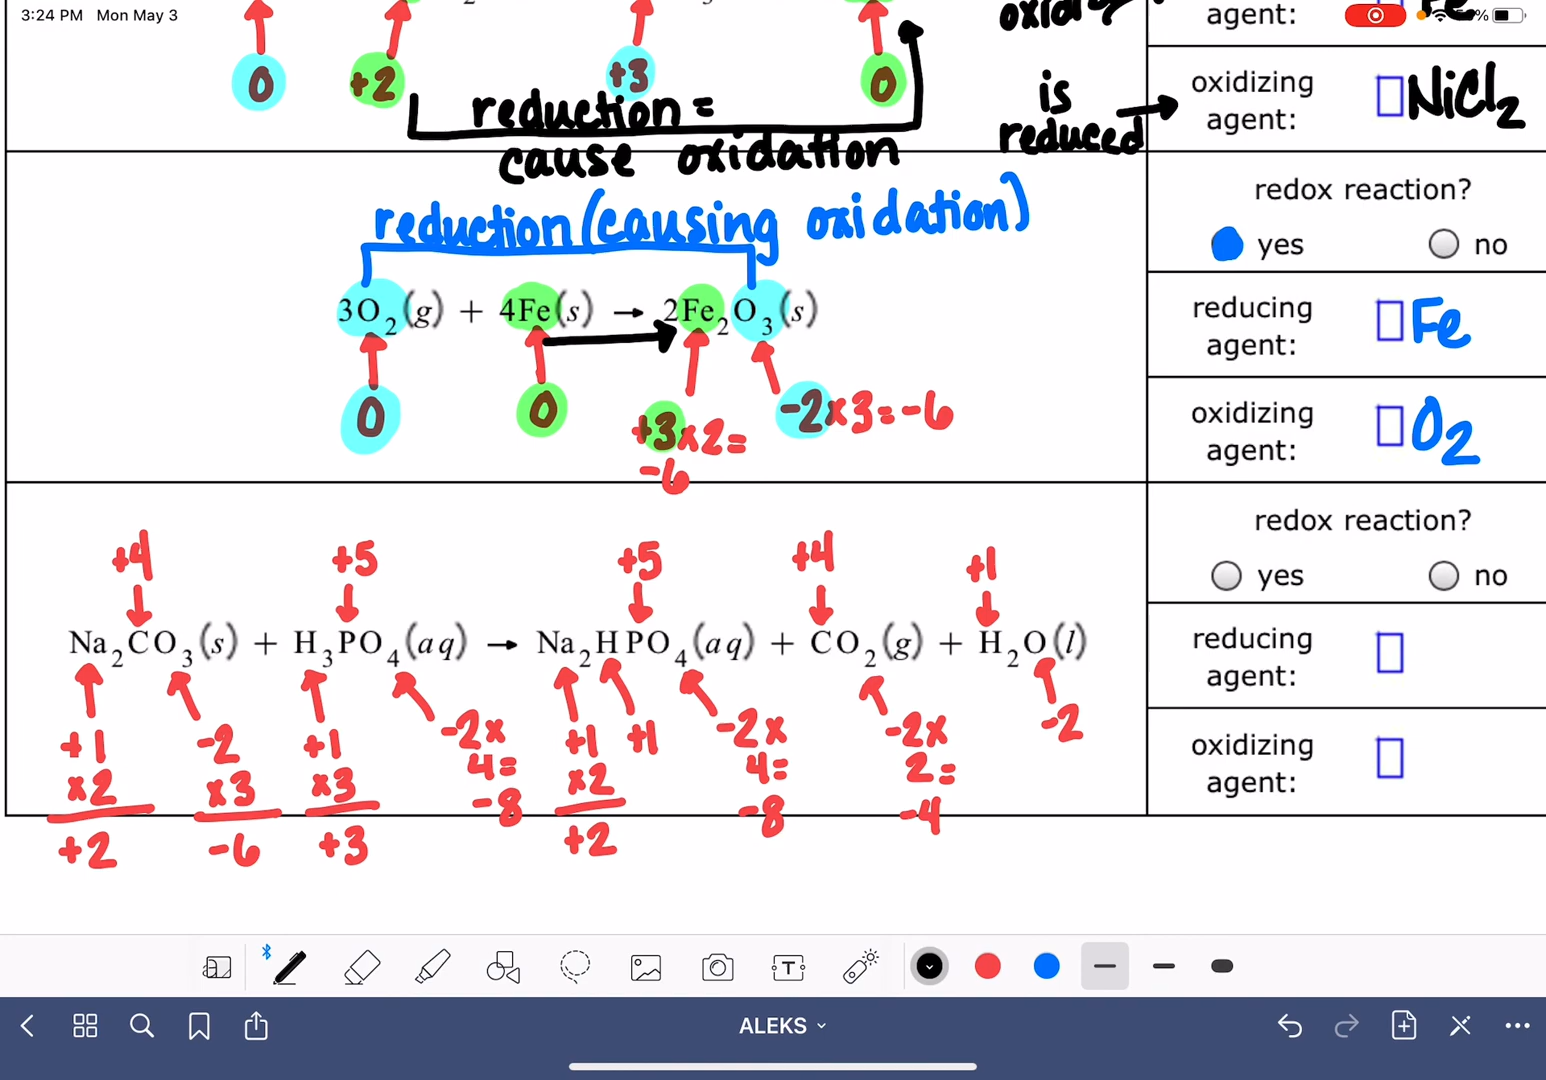 3:24 PM Mon May 3
agent: Fe
0 +2 +3 0
reduction =
cause oxidation
is
reduced
oxidizing
agent: NiCl2
reduction (causing oxidation)
3O2(g) + 4Fe(s) → 2Fe2O3(s)
0 0 +3x2= -2x3=-6
-6
redox reaction?
yes no
reducing
agent: Fe
oxidizing
agent: O2
+4 +5 +5 +4 +1
Na2CO3(s) + H3PO4(aq) → Na2HPO4(aq) + CO2(g) + H2O(l)
+1 -2 +1 -2x +1 +1 -2x -2x -2
x2 x3 x3 4= x2 4= 2=
-8 -8 -4
+2 -6 +3 +2
redox reaction?
yes no
reducing
agent:
oxidizing
agent:
T
ALEKS